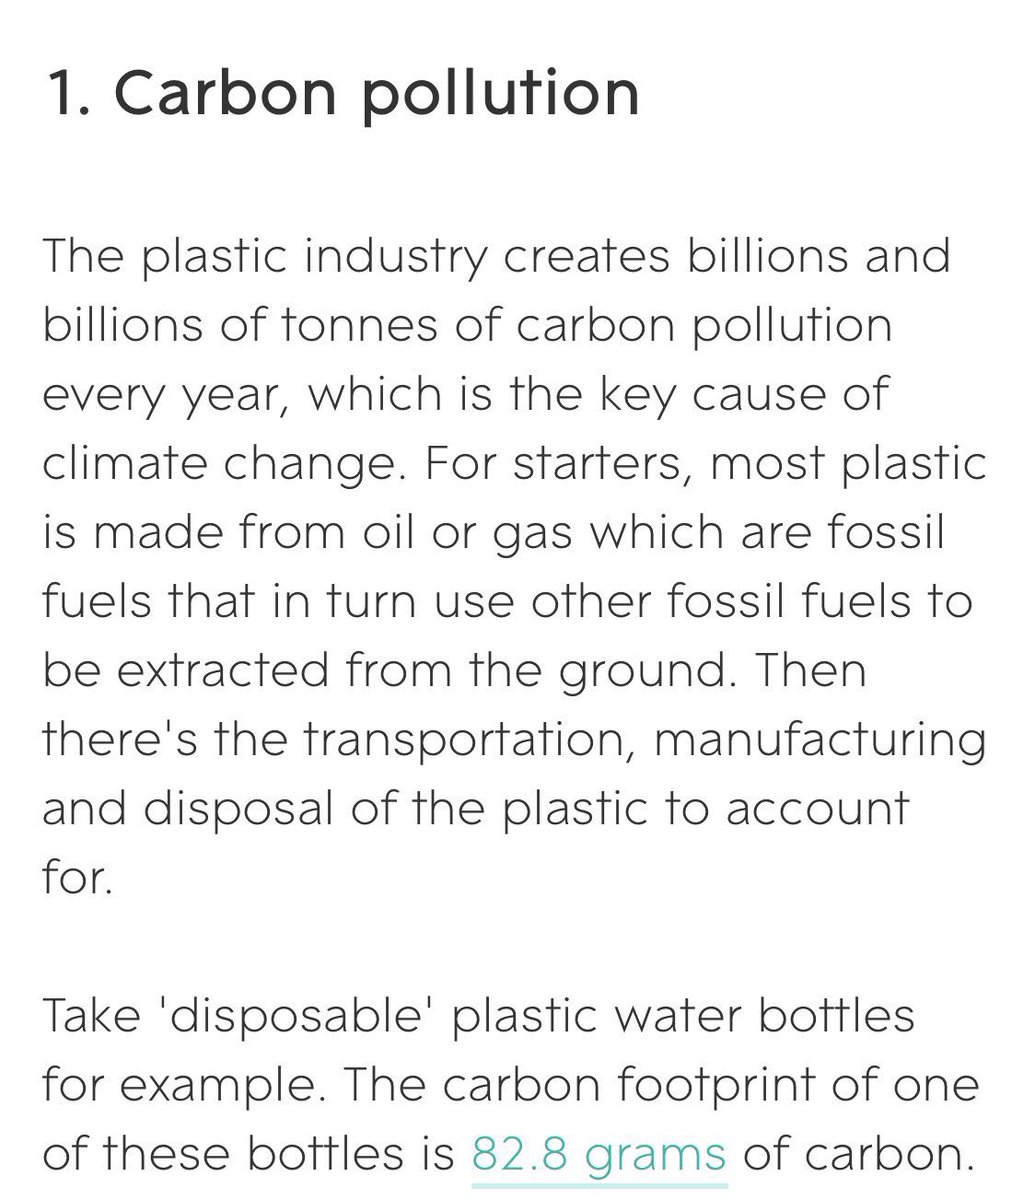 1. Carbon pollution
The plastic industry creates billions and
billions of tonnes of carbon pollution
every year, which is the key cause of
climate change. For starters, most plastic
is made from oil or gas which are fossil
fuels that in turn use other fossil fuels to
be extracted from the ground. Then
there's the transportation, manufacturing
and disposal of the plastic to account
for.
Take 'disposable' plastic water bottles
for example. The carbon footprint of one
of these bottles is 82.8 grams of carbon.